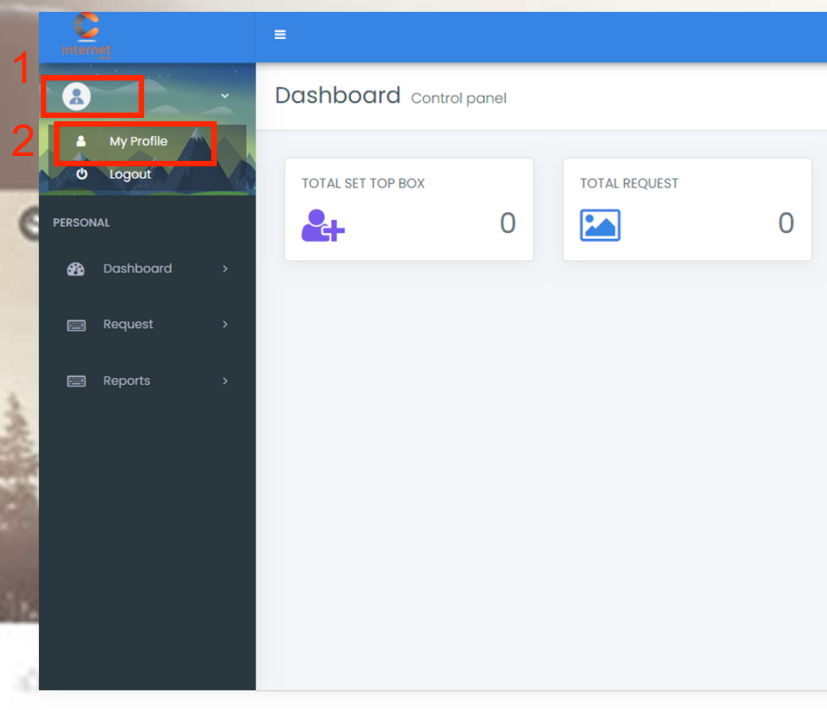 internet
1
2
My Profile
Logout
PERSONAL
Dashboard
Request
Reports
Dashboard Control panel
TOTAL SET TOP BOX
0
TOTAL REQUEST
0